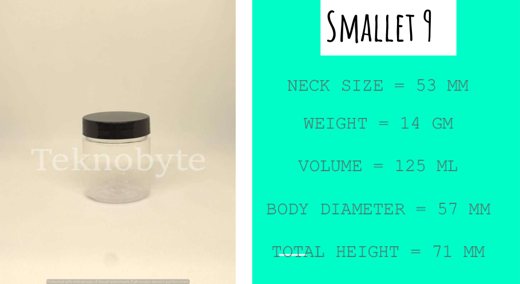 Teknobyte
SMALLET 9
NECK SIZE = 53 MM
WEIGHT = 14 GM
VOLUME = 125 ML
BODY DIAMETER = 57 MM
TOTAL HEIGHT = 71 MM